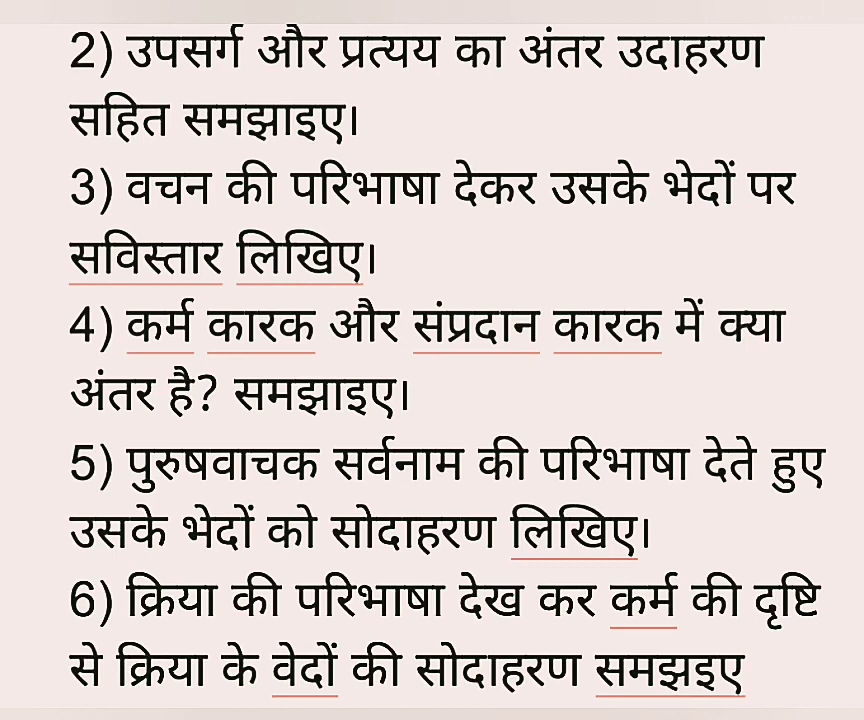 2) उपसर्ग और प्रत्यय का अंतर उदाहरण
सहित समझाइए।
3) वचन की परिभाषा देकर उसके भेदों पर
सविस्तार लिखिए।
4) कर्म कारक और संप्रदान कारक में क्या
अंतर है? समझाइए।
5) पुरुषवाचक सर्वनाम की परिभाषा देते हुए
उसके भेदों को सोदाहरण लिखिए।
6) क्रिया की परिभाषा देख कर कर्म की दृष्टि
से क्रिया के वेदों की सोदाहरण समझइए